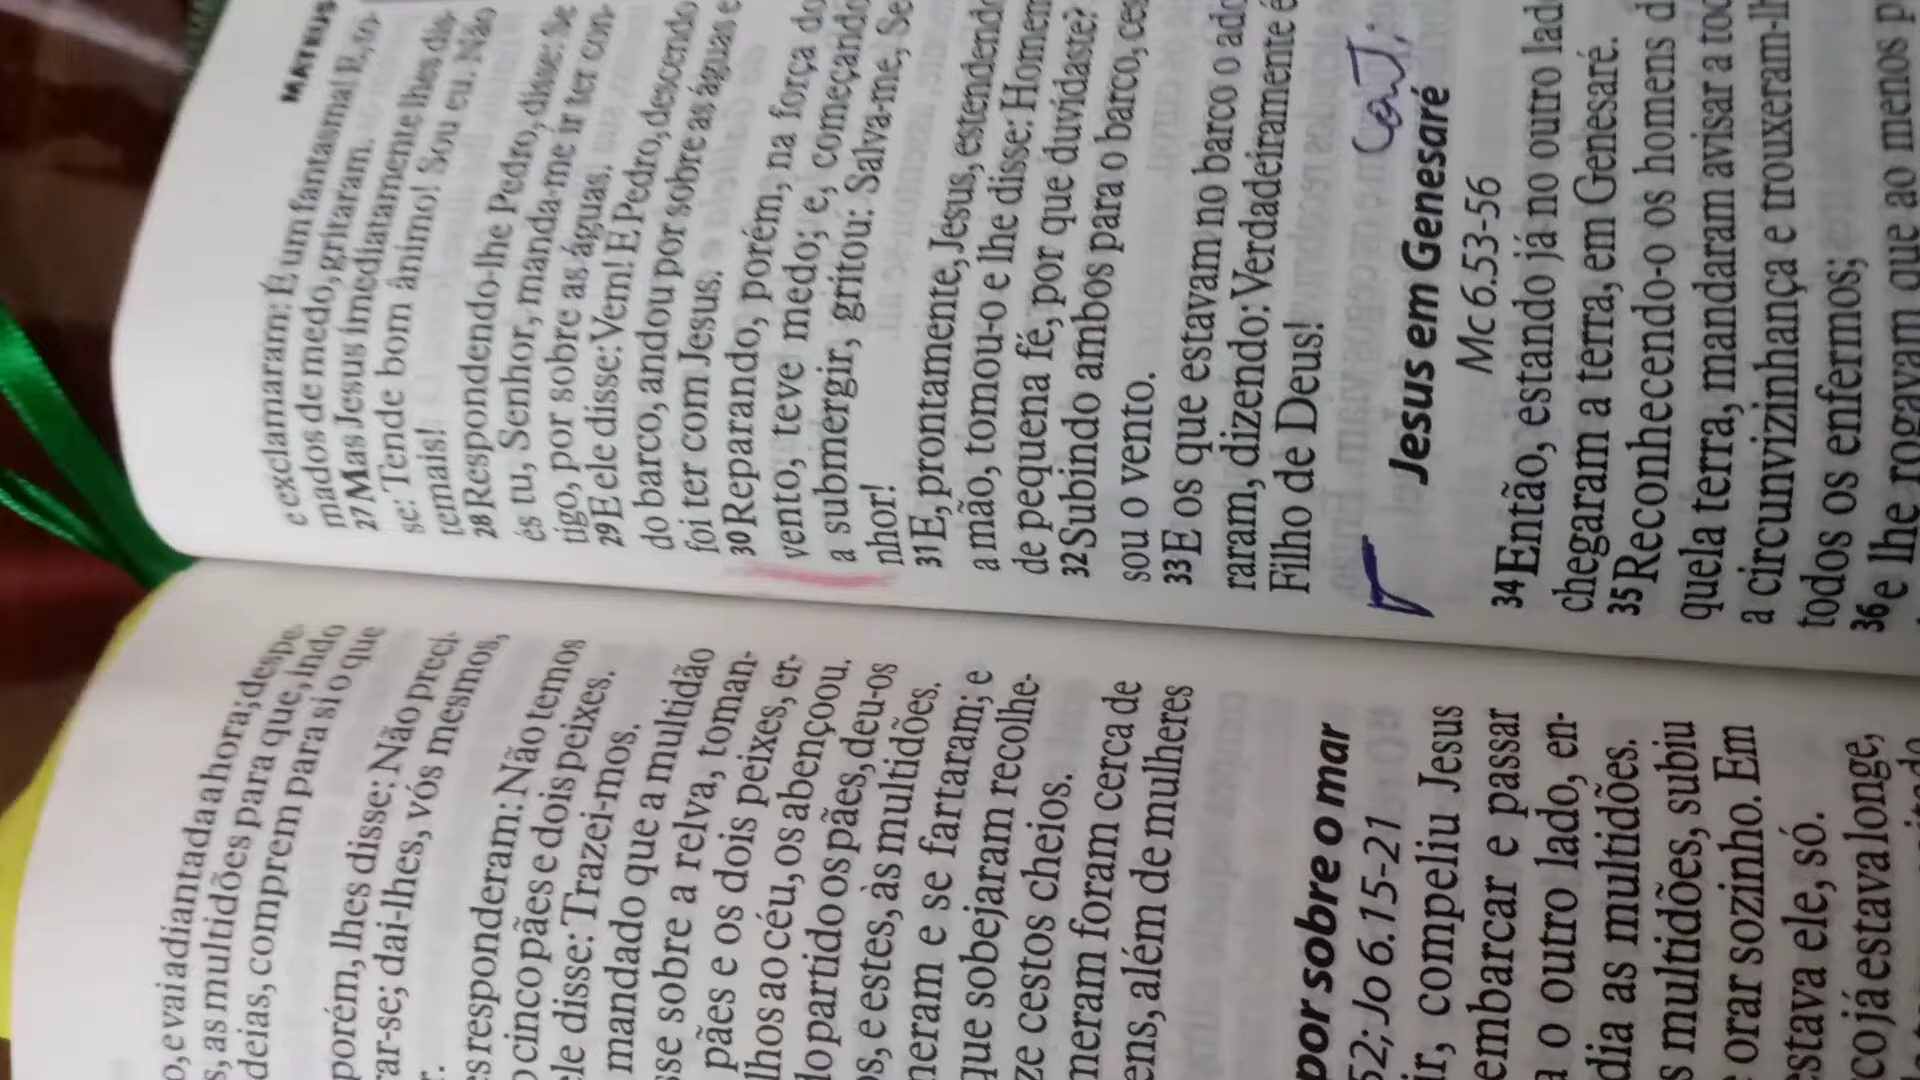 o, e vai adiantada a hora; despe-
s, as multidões para que, indo
deias, comprem para si o que
porém, lhes disse: Não preci-
rar-se; dai-lhes, vós mesmos,
r.
es responderam: Não temos
o cinco pães e dois peixes.
ele disse: Trazei-mos.
mandado que a multidão
sse sobre a relva, toman-
pães e os dois peixes, er-
lhos ao céu, os abençoou.
do partido os pães, deu-os
s, e estes, às multidões.
meram e se fartaram; e
que sobejaram recolhe-
ze cestos cheios.
meram foram cerca de
ens, além de mulheres
por sobre o mar
52; Jo 6.15-21
ir, compeliu Jesus
embarcar e passar
a o outro lado, en-
dia as multidões.
s multidões, subiu
orar sozinho. Em
estava ele, só.
co já estava longe,
MATEUS
e exclamaram: É um fantasma! E, to-
mados de medo, gritaram.
27 Mas Jesus imediatamente lhes dis-
se: Tende bom ânimo! Sou eu. Não
temais!
28 Respondendo-lhe Pedro, disse: Se
és tu, Senhor, manda-me ir ter con-
tigo, por sobre as águas.
29 E ele disse: Vem! E Pedro, descendo
do barco, andou por sobre as águas e
foi ter com Jesus.
30 Reparando, porém, na força do
vento, teve medo; e, começando
a submergir, gritou: Salva-me, Se
nhor!
31 E, prontamente, Jesus, estendendo
a mão, tomou-o e lhe disse: Homem
de pequena fé, por que duvidaste?
32 Subindo ambos para o barco, ces
sou o vento.
33 E os que estavam no barco o ado
raram, dizendo: Verdadeiramente é
Filho de Deus!
Cont;
Jesus em Genesaré
Mc 6.53-56
34 Então, estando já no outro lad
chegaram a terra, em Genesaré.
35 Reconhecendo-o os homens d
quela terra, mandaram avisar a tod
a circunvizinhança e trouxeram-lh
todos os enfermos;
36 e lhe rogavam que ao menos p